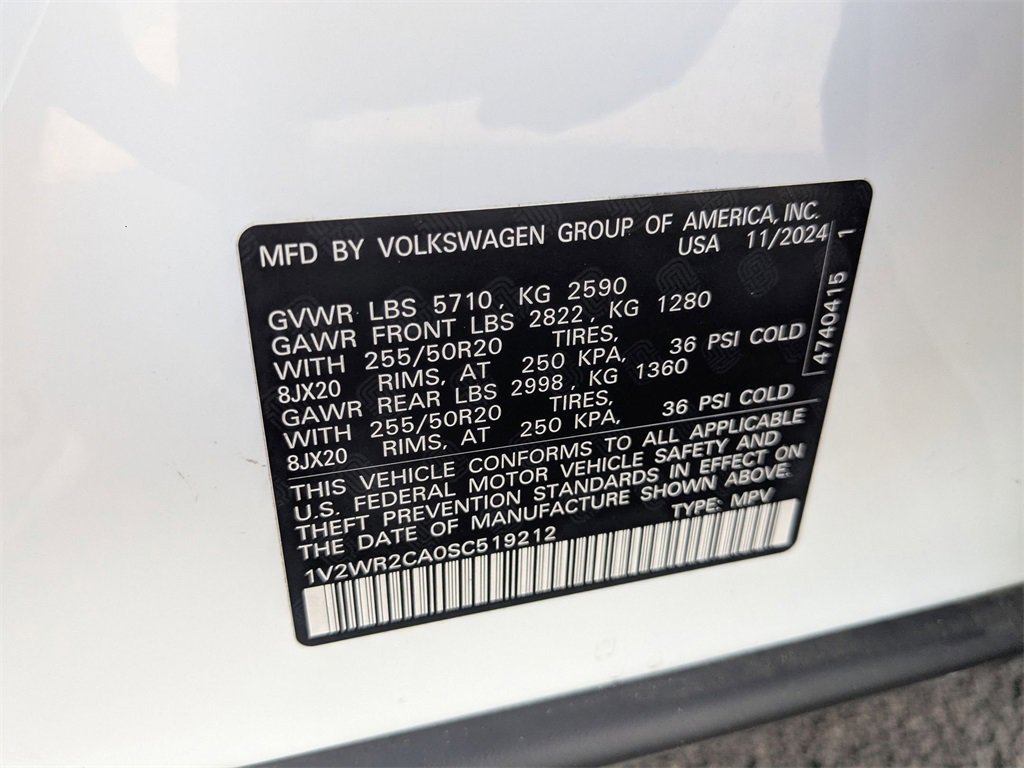 MFD BY VOLKSWAGEN GROUP OF AMERICA, INC.
USA 11/2024
GVWR LBS 5710, KG 2590
GAWR FRONT LBS 2822, KG 1280
WITH 255/50R20 TIRES,
8JX20 RIMS, AT 250 KPA, 36 PSI COLD
GAWR REAR LBS 2998, KG 1360
WITH 255/50R20 TIRES,
8JX20 RIMS, AT 250 KPA, 36 PSI COLD
THIS VEHICLE CONFORMS TO ALL APPLICABLE
U.S. FEDERAL MOTOR VEHICLE SAFETY AND
THEFT PREVENTION STANDARDS IN EFFECT ON
THE DATE OF MANUFACTURE SHOWN ABOVE.
1V2WR2CA0SC519212 TYPE: MPV
4740415 1